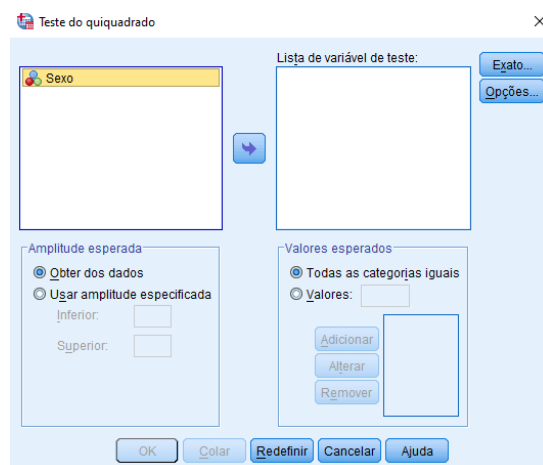 Teste do quiquadrado
Lista de variável de teste:
Sexo
Exato...
Opções...
Amplitude esperada
Obter dos dados
Usar amplitude especificada
Inferior:
Superior:
Valores esperados
Todas as categorias iguais
Valores:
Adicionar
Alterar
Remover
OK Colar Redefinir Cancelar Ajuda